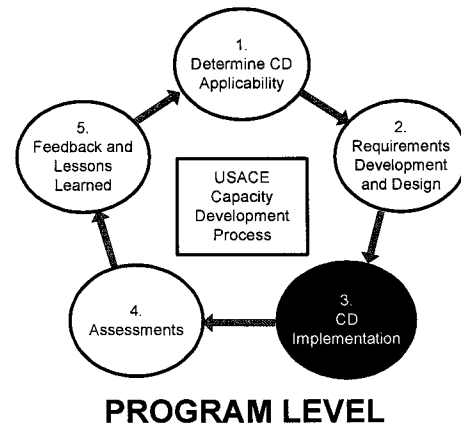 1.
Determine CD
Applicability
2.
Requirements
Development
and Design
3.
CD
Implementation
4.
Assessments
5.
Feedback and
Lessons
Learned
USACE
Capacity
Development
Process
PROGRAM LEVEL